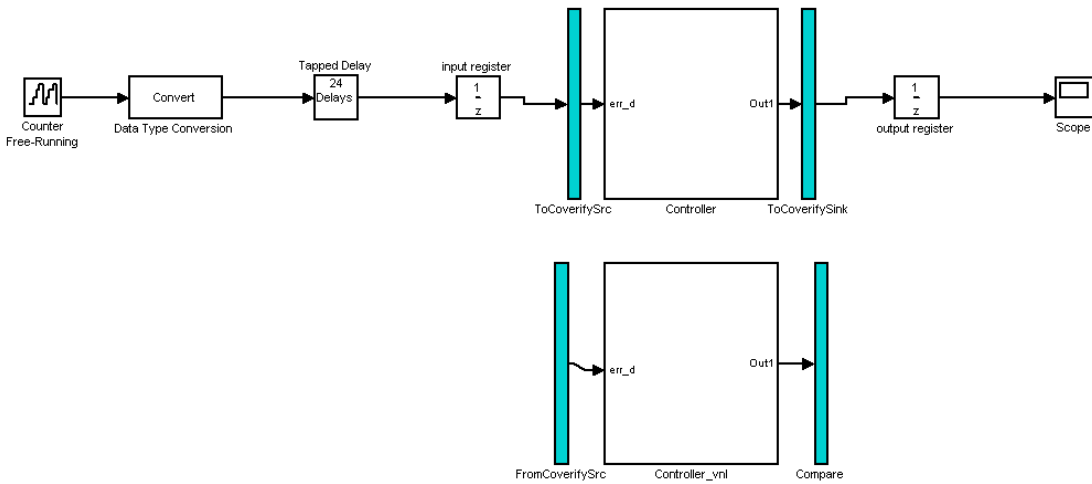 Tapped Delay
input register
24
Delays
1
z
1
z
Convert
err_d
Out1
Counter
Free-Running
Data Type Conversion
output register
Scope
ToCoverifySrc
Controller
ToCoverifySink
err_d
Out1
FromCoverifySrc
Controller_vnl
Compare